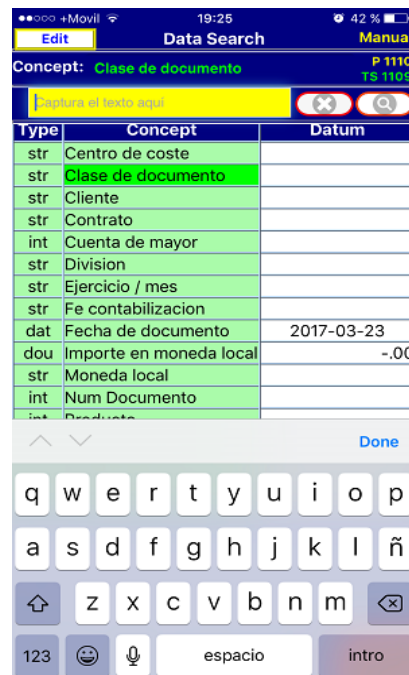 +Movil 19:25 42 %
Edit Data Search Manua
Concept: Clase de documento P 1110
TS 1109
Captura el texto aquí
Type Concept Datum
str Centro de coste
str Clase de documento
str Cliente
str Contrato
int Cuenta de mayor
str Division
str Ejercicio / mes
str Fe contabilizacion
dat Fecha de documento 2017-03-23
dou Importe en moneda local -.00
str Moneda local
int Num Documento
int Producto
Done
q w e r t y u i o p
a s d f g h j k l ñ
z x c v b n m
123 espacio intro